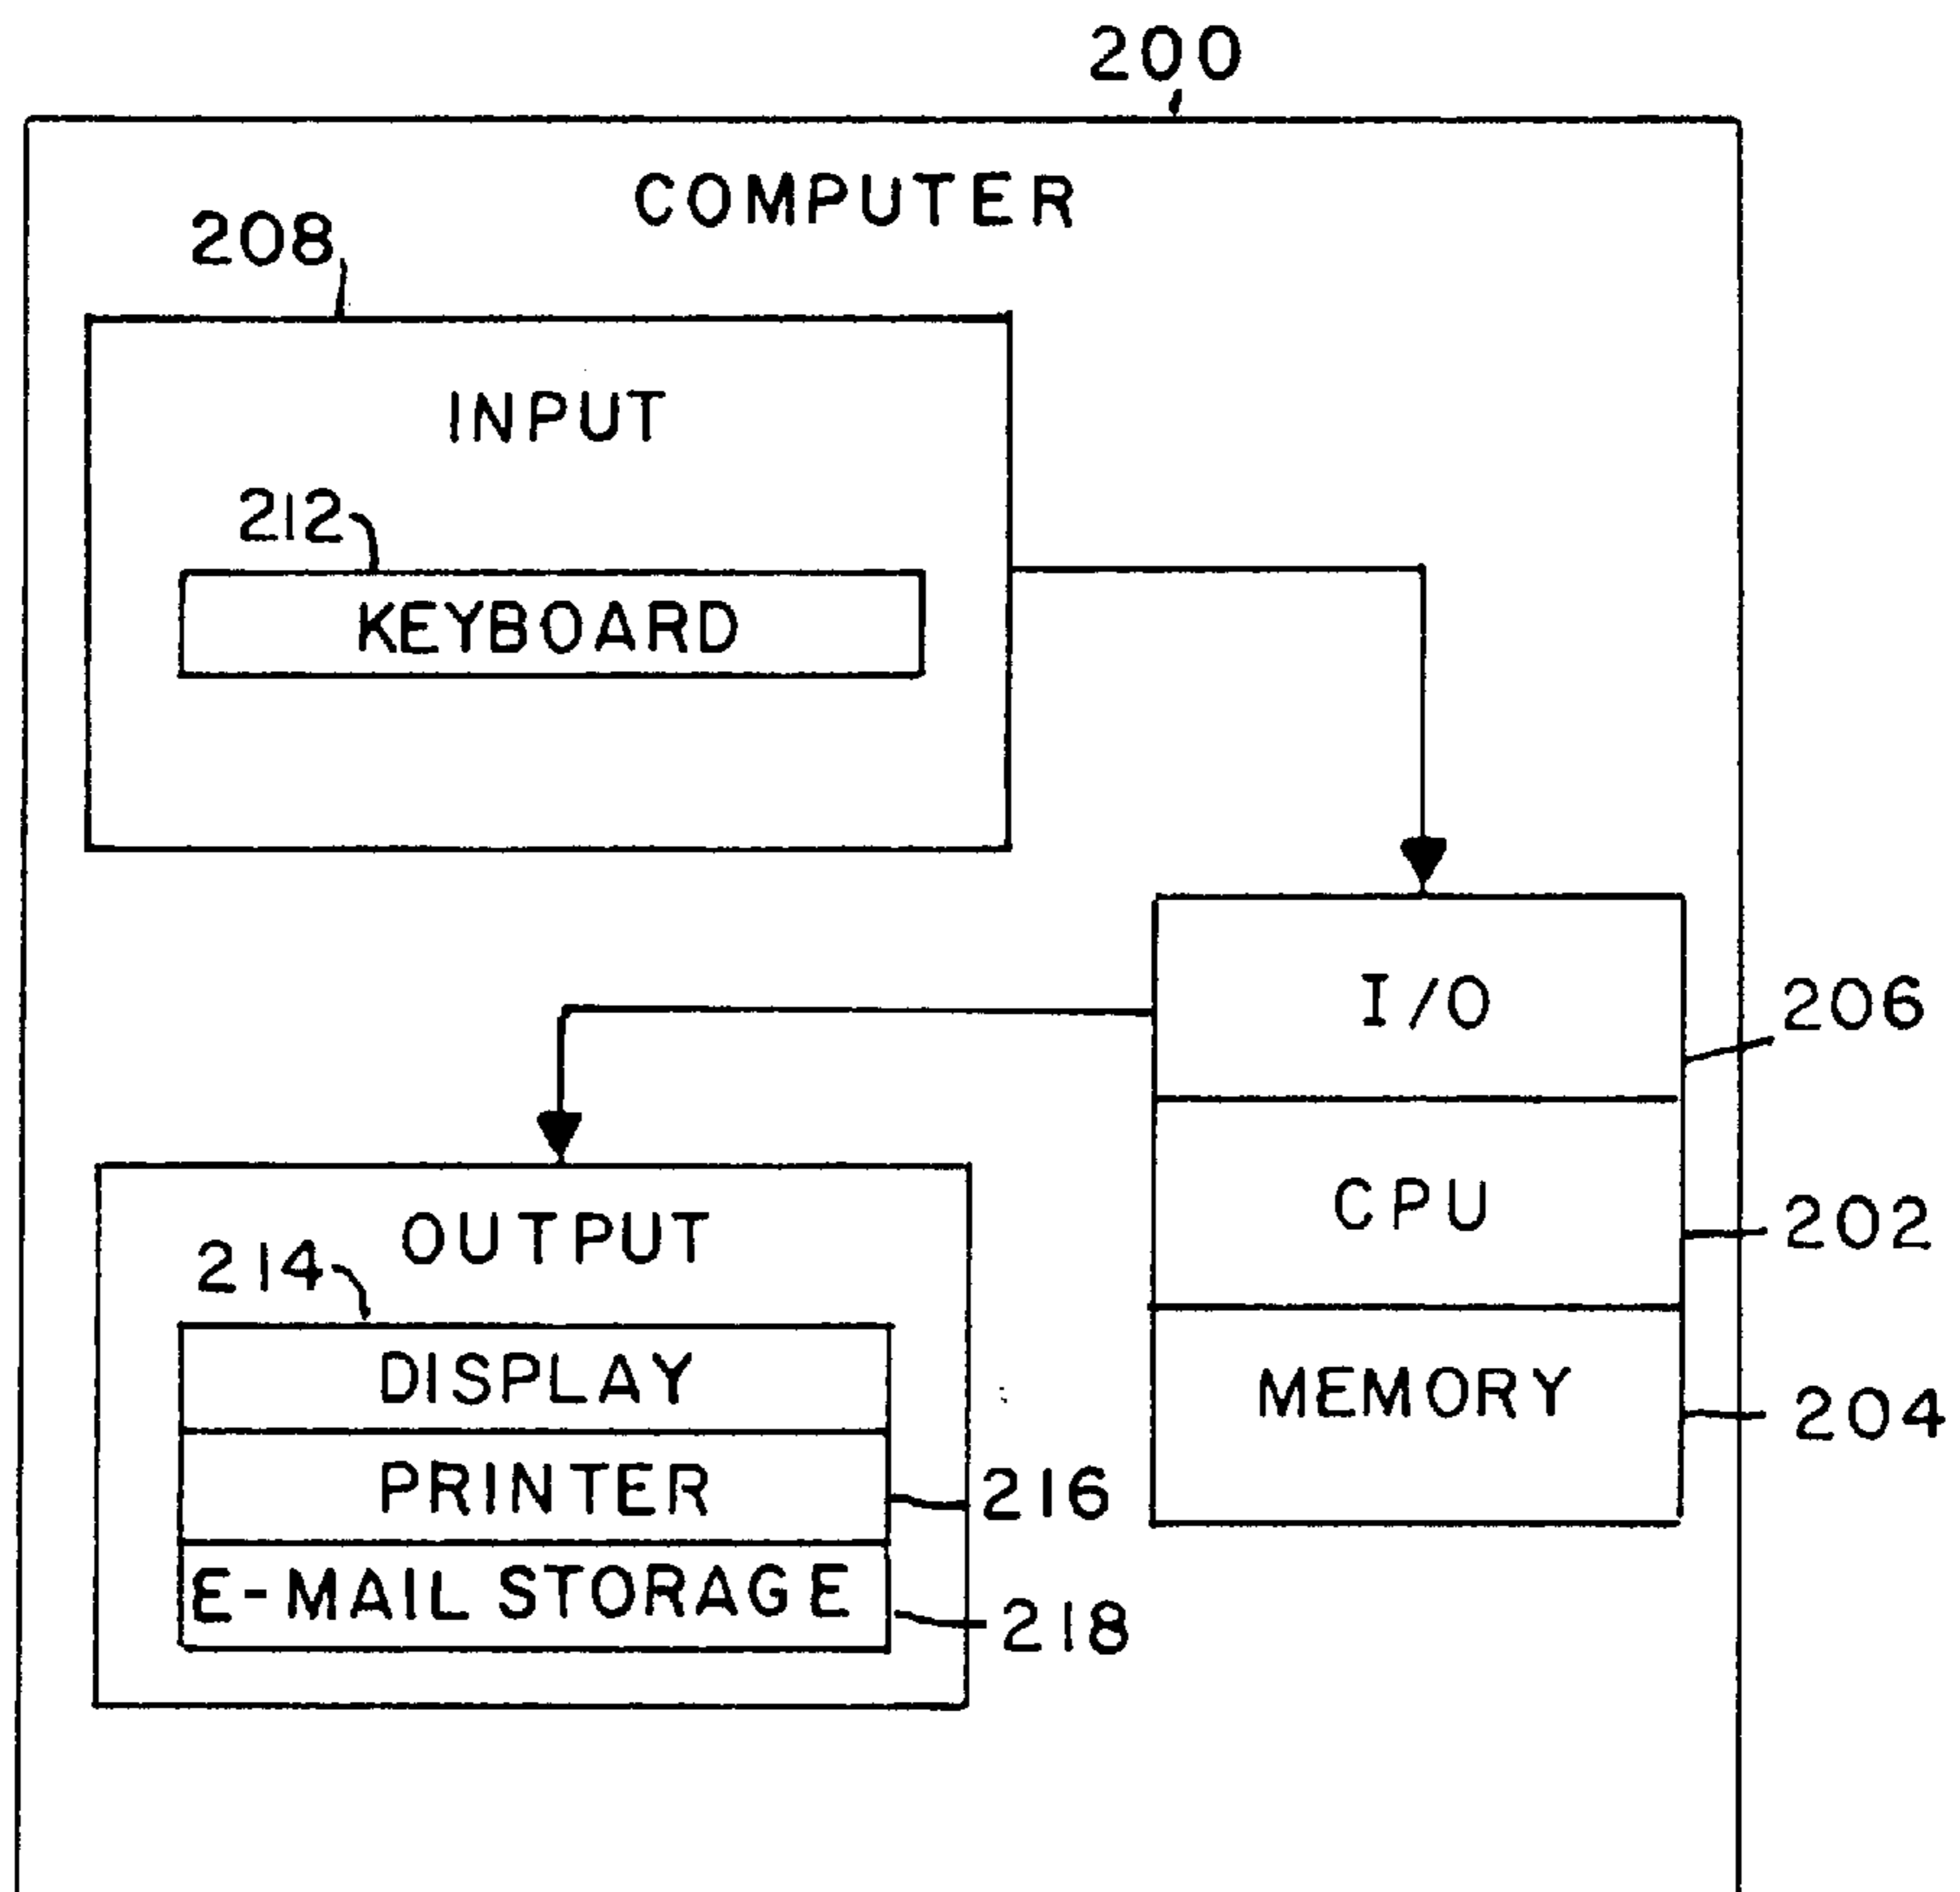 200
COMPUTER
208
INPUT
212
KEYBOARD
I/O
206
CPU
202
OUTPUT
214
DISPLAY
MEMORY
204
PRINTER
216
E-MAIL STORAGE
218